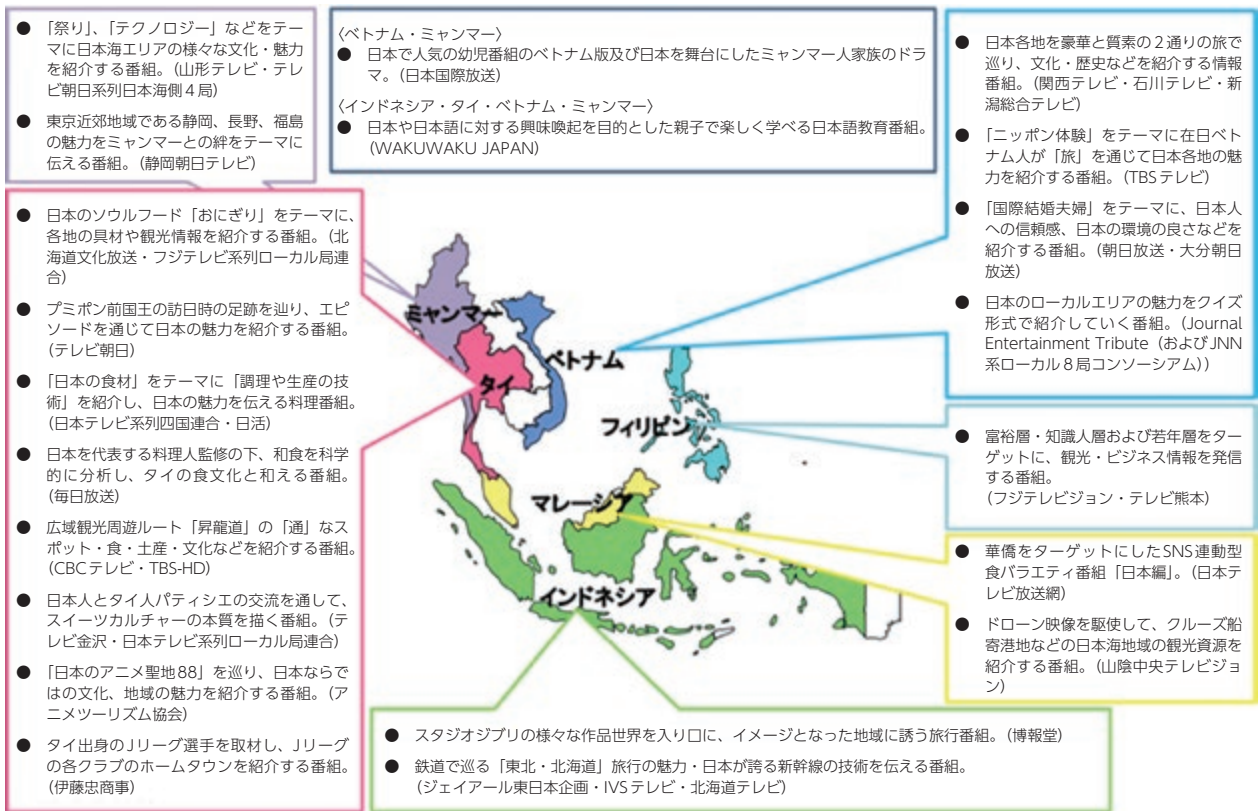 ● 「祭り」、「テクノロジー」などをテー
マに日本海エリアの様々な文化・魅力
を紹介する番組。（山形テレビ・テレ
ビ朝日系列日本海側４局）
● 東京近郊地域である静岡、長野、福島
の魅力をミャンマーとの絆をテーマに
伝える番組。（静岡朝日テレビ）
〈ベトナム・ミャンマー〉
● 日本で人気の幼児番組のベトナム版及び日本を舞台にしたミャンマー人家族のドラ
マ。（日本国際放送）
〈インドネシア・タイ・ベトナム・ミャンマー〉
● 日本や日本語に対する興味喚起を目的とした親子で楽しく学べる日本語教育番組。
（WAKUWAKU JAPAN）
● 日本各地を豪華と質素の２通りの旅で
巡り、文化・歴史などを紹介する情報
番組。（関西テレビ・石川テレビ・新
潟総合テレビ）
● 「ニッポン体験」をテーマに在日ベト
ナム人が「旅」を通じて日本各地の魅
力を紹介する番組。（TBSテレビ）
● 「国際結婚夫婦」をテーマに、日本人
への信頼感、日本の環境の良さなどを
紹介する番組。（朝日放送・大分朝日
放送）
● 日本のローカルエリアの魅力をクイズ
形式で紹介していく番組。（Journal
Entertainment Tribute（およびJNN
系ローカル８局コンソーシアム））
● 日本のソウルフード「おにぎり」をテーマに、
各地の具材や観光情報を紹介する番組。（北
海道文化放送・フジテレビ系列ローカル局連
合）
● プミポン前国王の訪日時の足跡を辿り、エピ
ソードを通じて日本の魅力を紹介する番組。
（テレビ朝日）
● 「日本の食材」をテーマに「調理や生産の技
術」を紹介し、日本の魅力を伝える料理番組。
（日本テレビ系列四国連合・日活）
● 日本を代表する料理人監修の下、和食を科学
的に分析し、タイの食文化と和える番組。
（毎日放送）
● 広域観光周遊ルート「昇龍道」の「通」なス
ポット・食・土産・文化などを紹介する番組。
（CBCテレビ・TBS-HD）
● 日本人とタイ人パティシエの交流を通して、
スイーツカルチャーの本質を描く番組。（テ
レビ金沢・日本テレビ系列ローカル局連合）
● 「日本のアニメ聖地88」を巡り、日本なら
ではの文化、地域の魅力を紹介する番組。（ア
ニメツーリズム協会）
● タイ出身のJリーグ選手を取材し、Jリーグ
の各クラブのホームタウンを紹介する番組。
（伊藤忠商事）
ミャンマー
ベトナム
タイ
フィリピン
マレーシア
インドネシア
● 富裕層・知識人層および若年層をター
ゲットに、観光・ビジネス情報を発信
する番組。
（フジテレビジョン・テレビ熊本）
● 華僑をターゲットにしたSNS連動型
食バラエティ番組「日本編」。（日本テ
レビ放送網）
● ドローン映像を駆使して、クルーズ船
寄港地などの日本海地域の観光資源を
紹介する番組。（山陰中央テレビジョ
ン）
● スタジオジブリの様々な作品世界を入り口に、イメージとなった地域に誘う旅行番組。（博報堂）
● 鉄道で巡る「東北・北海道」旅行の魅力・日本が誇る新幹線の技術を伝える番組。
（ジェイアール東日本企画・IVSテレビ・北海道テレビ）